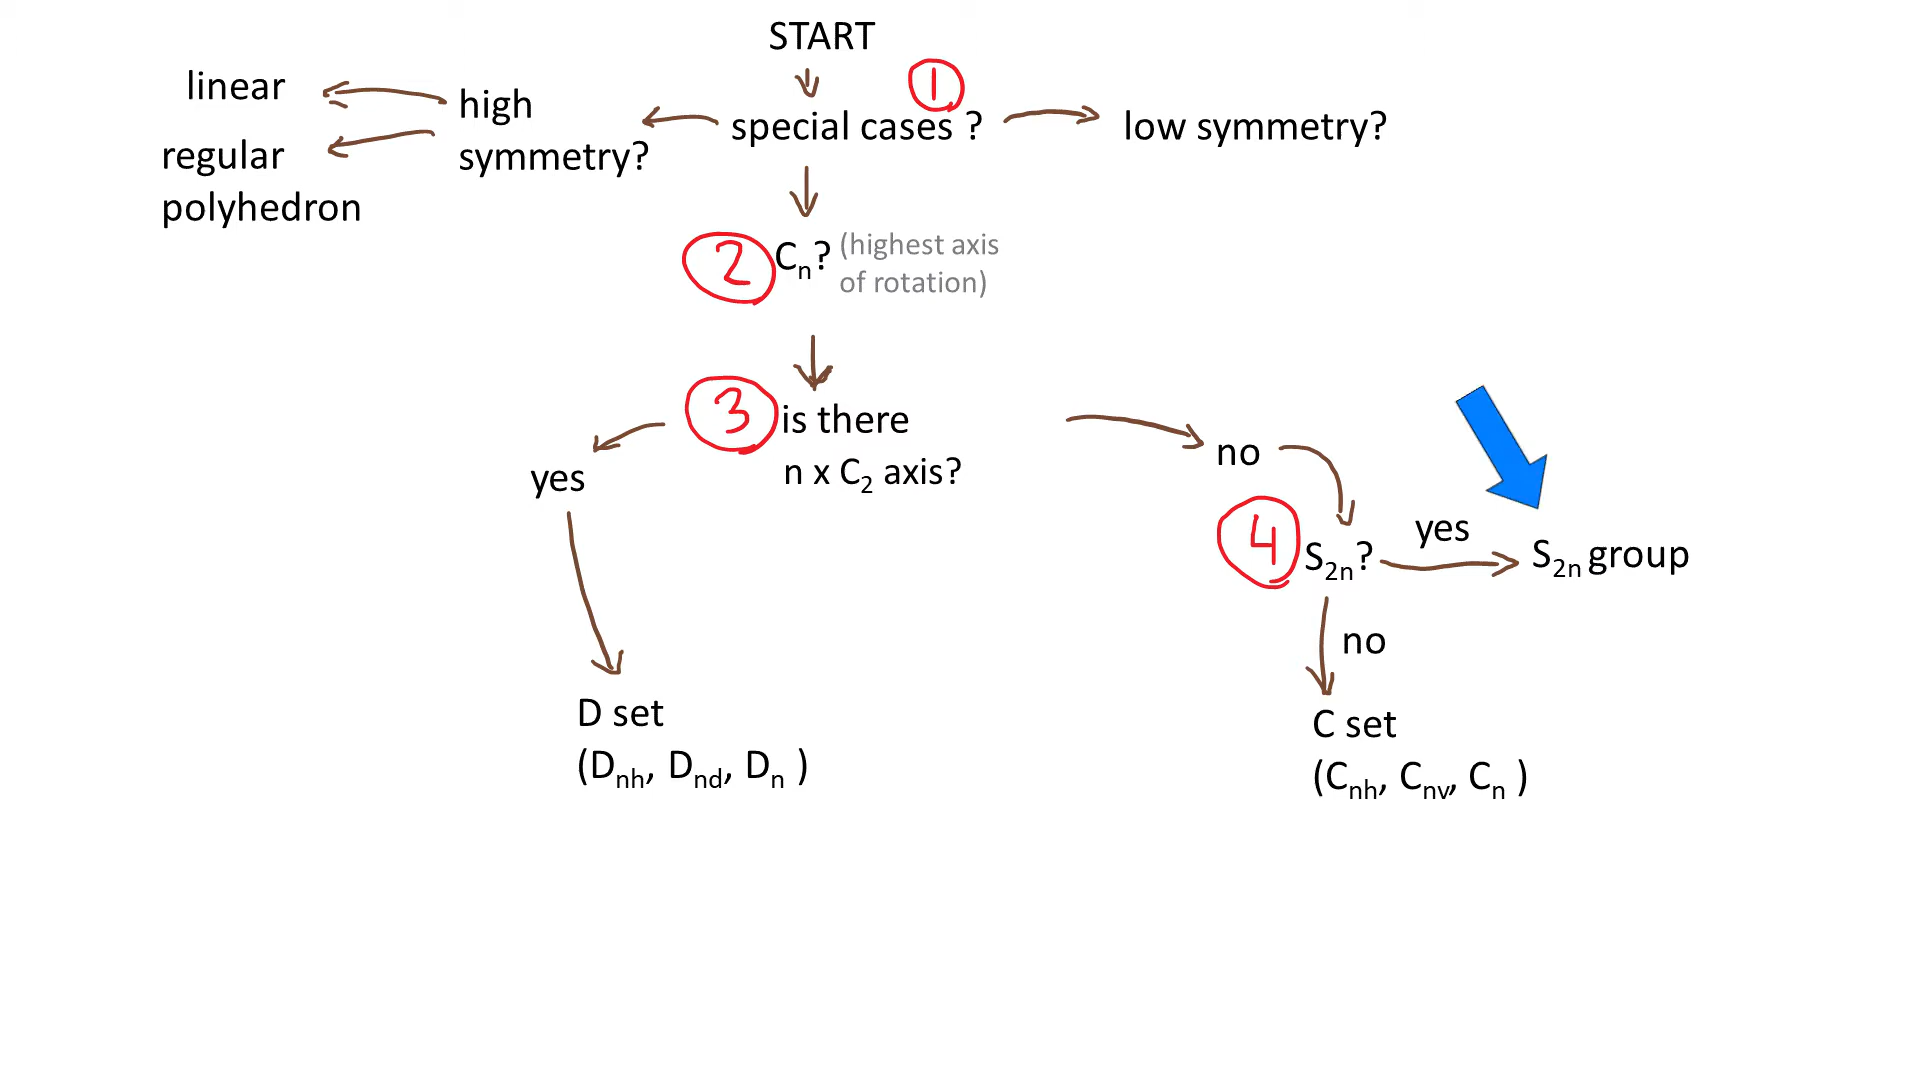 START
1
special cases ?
high
symmetry?
linear
regular
polyhedron
low symmetry?
2
Cn?
(highest axis
of rotation)
3
is there
n x C2 axis?
yes
no
4
S2n?
yes
S2n group
no
D set
(Dnh, Dnd, Dn )
C set
(Cnh, Cnv, Cn )